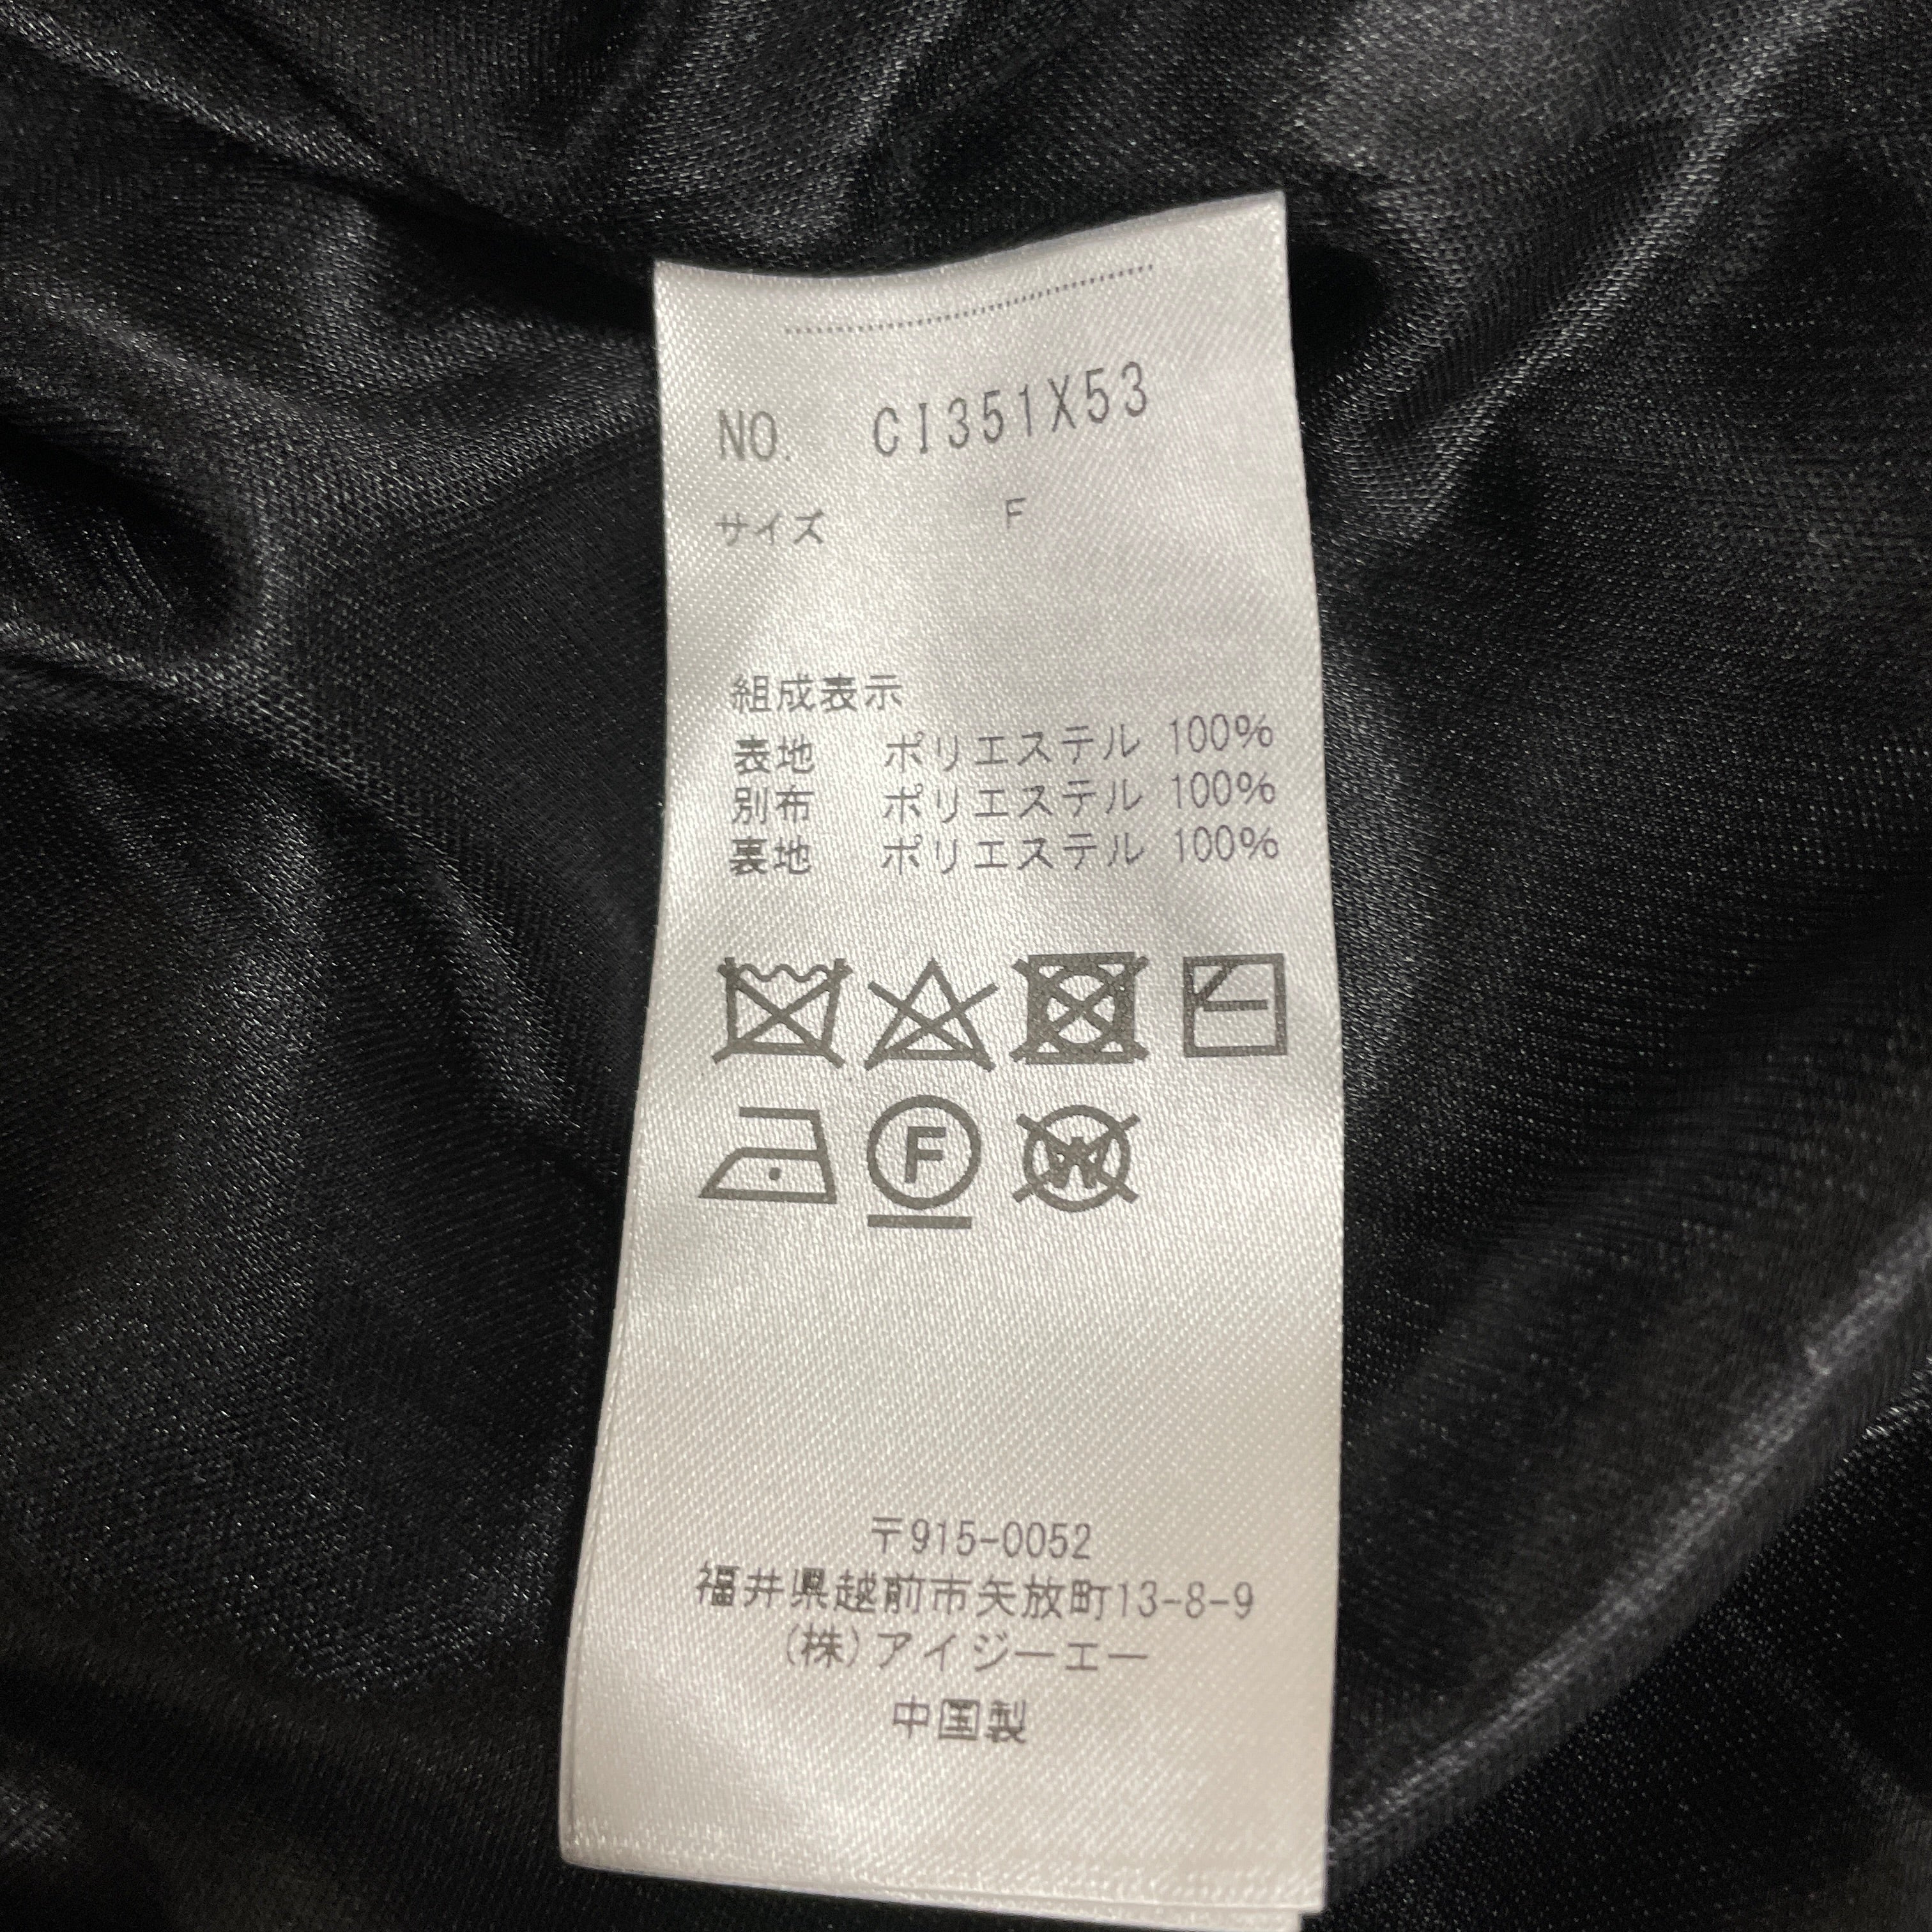 NO. CI351X53
サイズ F
組成表示
表地 ポリエステル 100%
別布 ポリエステル 100%
裏地 ポリエステル 100%
F
W
〒915-0052
福井県越前市矢放町13-8-9
(株)アイジーエー
中国製